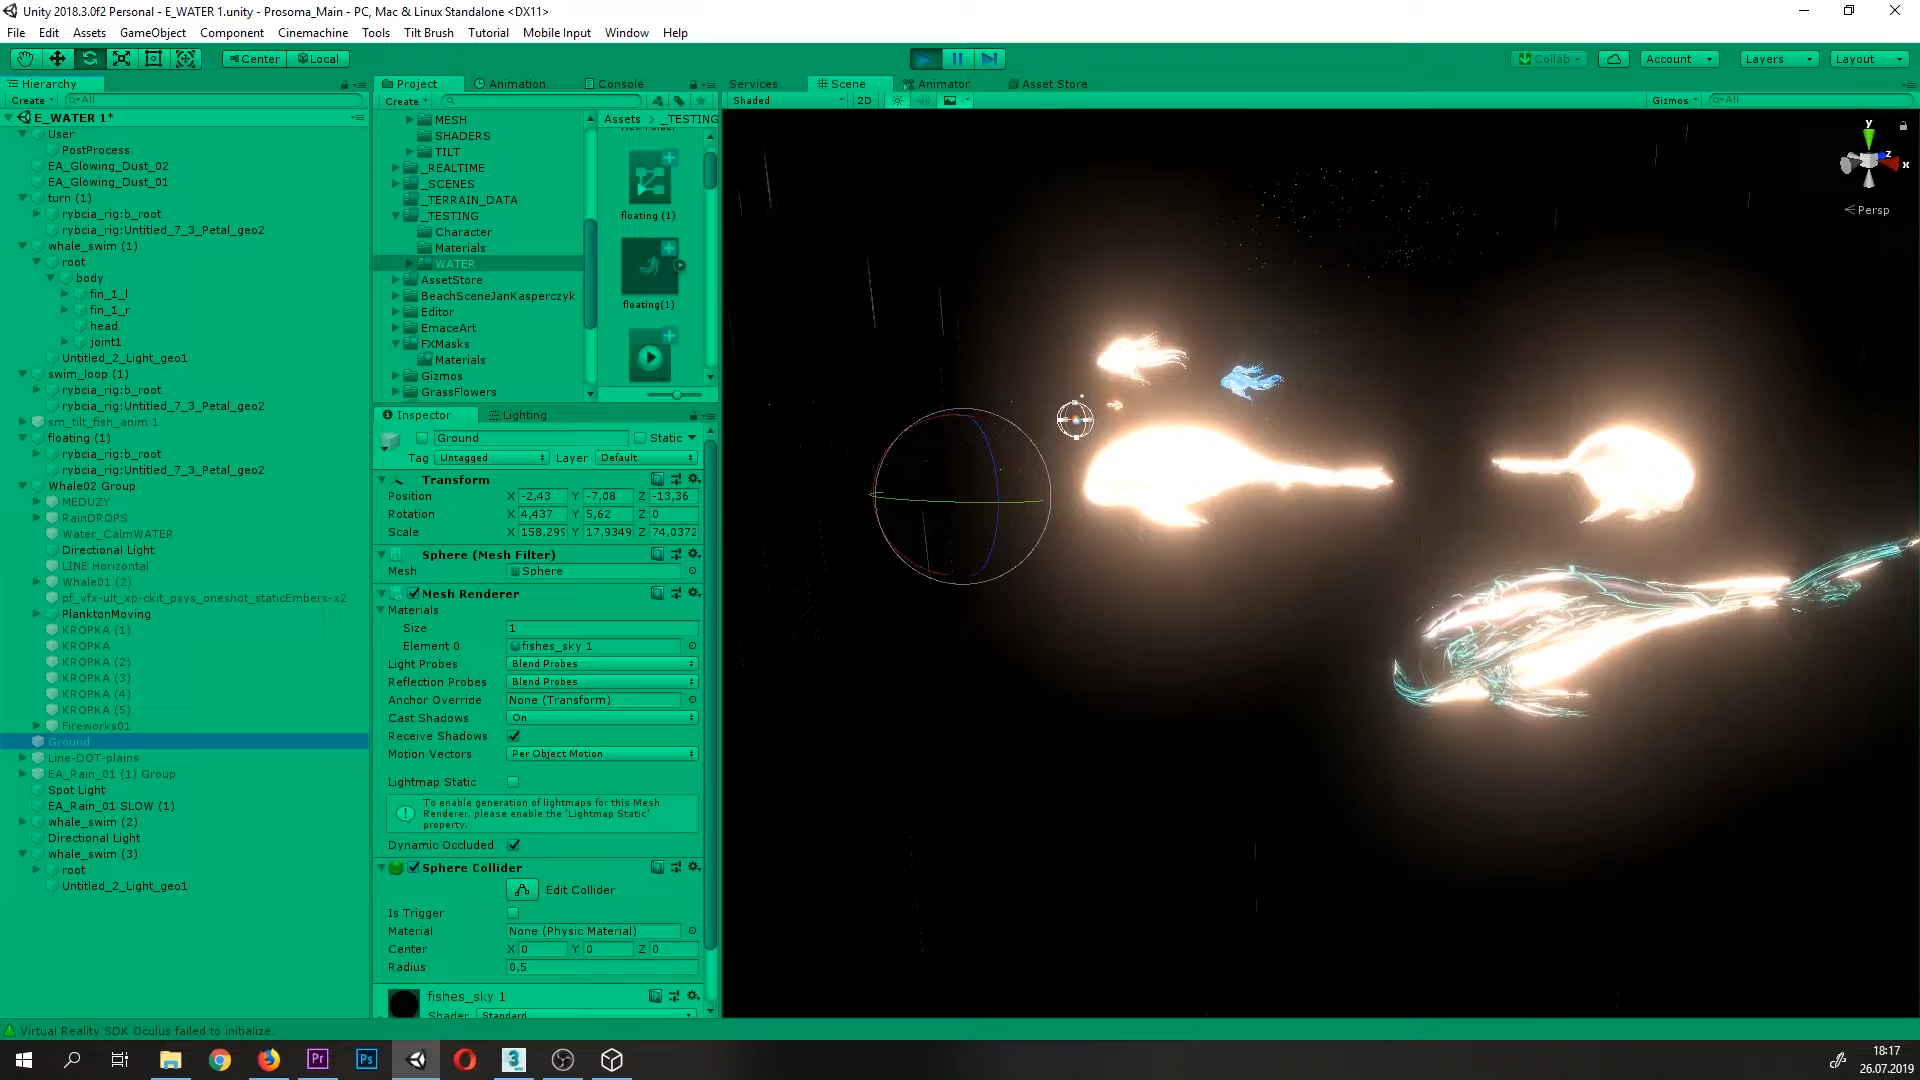 Unity 2018.3.0f2 Personal - E_WATER 1.unity - Prosoma_Main - PC, Mac & Linux Standalone <DX11>
File Edit Assets GameObject Component Cinemachine Tools Tilt Brush Tutorial Mobile Input Window Help
Center Local Collab Account Layers Layout
Hierarchy
Create All
E_WATER 1*
User
PostProcess
EA_Glowing_Dust_02
EA_Glowing_Dust_01
turn (1)
rybcia_rig:b_root
rybcia_rig:Untitled_7_3_Petal_geo2
whale_swim (1)
root
body
fin_1_l
fin_1_r
head
joint1
Untitled_2_Light_geo1
swim_loop (1)
rybcia_rig:b_root
rybcia_rig:Untitled_7_3_Petal_geo2
sm_tilt_fish_anim 1
floating (1)
rybcia_rig:b_root
rybcia_rig:Untitled_7_3_Petal_geo2
Whale02 Group
MEDUZY
RainDROPS
Water_CalmWATER
Directional Light
LINE Horizontal
Whale01 (2)
pf_vfx-ult_xp-ckit_psys_oneshot_staticEmbers-x2
PlanktonMoving
KROPKA (1)
KROPKA
KROPKA (2)
KROPKA (3)
KROPKA (4)
KROPKA (5)
Fireworks01
Ground
Line-DOT-plains
EA_Rain_01 (1) Group
Spot Light
EA_Rain_01 SLOW (1)
whale_swim (2)
Directional Light
whale_swim (3)
root
Untitled_2_Light_geo1
Project Animation Console
Create
MESH
SHADERS
TILT
_REALTIME
_SCENES
_TERRAIN_DATA
_TESTING
Character
Materials
WATER
AssetStore
BeachSceneJanKasperczyk
Editor
EmaceArt
FXMasks
Materials
Gizmos
GrassFlowers
Assets > _TESTING
floating (1)
floating(1)
Inspector Lighting
Ground Static
Tag Untagged Layer Default
Transform
Position X -2,43 Y -7,08 Z -13,36
Rotation X 4,437 Y 5,62 Z 0
Scale X 158,299 Y 17,9349 Z 74,0372
Sphere (Mesh Filter)
Mesh Sphere
Mesh Renderer
Materials
Size 1
Element 0 fishes_sky 1
Light Probes Blend Probes
Reflection Probes Blend Probes
Anchor Override None (Transform)
Cast Shadows On
Receive Shadows
Motion Vectors Per Object Motion
Lightmap Static
To enable generation of lightmaps for this Mesh
Renderer, please enable the 'Lightmap Static'
property.
Dynamic Occluded
Sphere Collider
Edit Collider
Is Trigger
Material None (Physic Material)
Center X 0 Y 0 Z 0
Radius 0,5
fishes_sky 1
Shader Standard
Services Scene Animator Asset Store
Shaded 2D Gizmos All
y
z
x
Persp
Virtual Reality SDK Oculus failed to initialize.
Pr Ps 3
18:17
26.07.2019